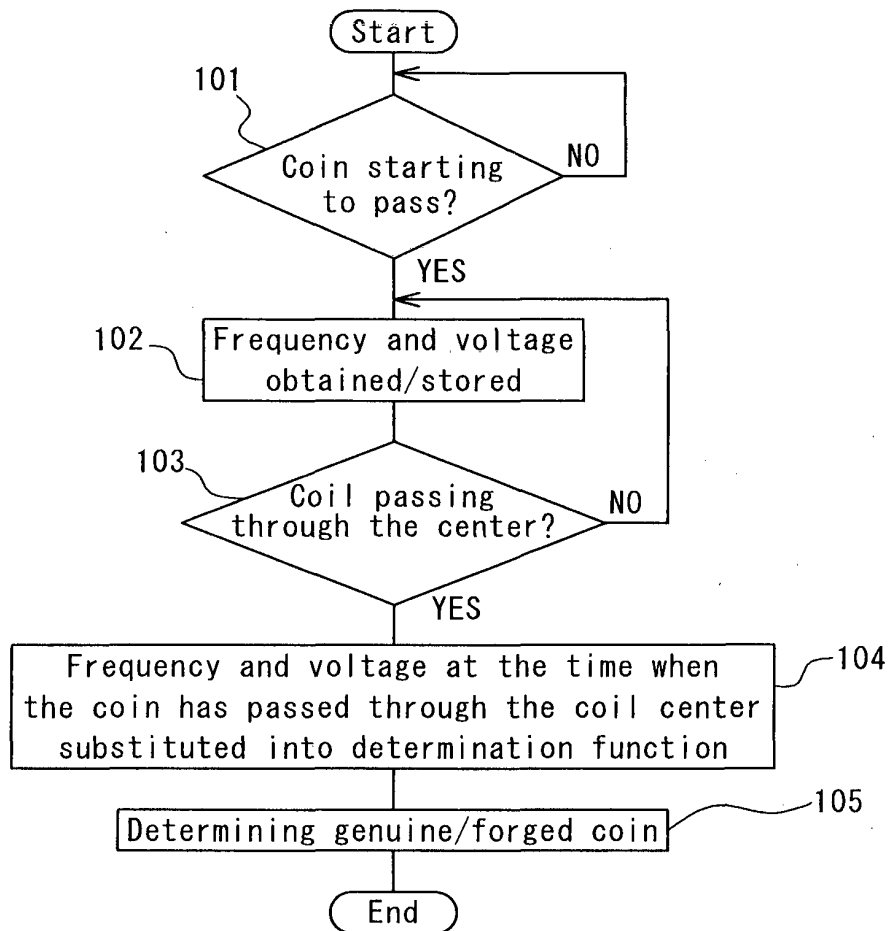 Start
101
Coin starting
to pass?
NO
YES
102
Frequency and voltage
obtained/stored
103
Coil passing
through the center?
NO
YES
Frequency and voltage at the time when
the coin has passed through the coil center
substituted into determination function
104
Determining genuine/forged coin
105
End